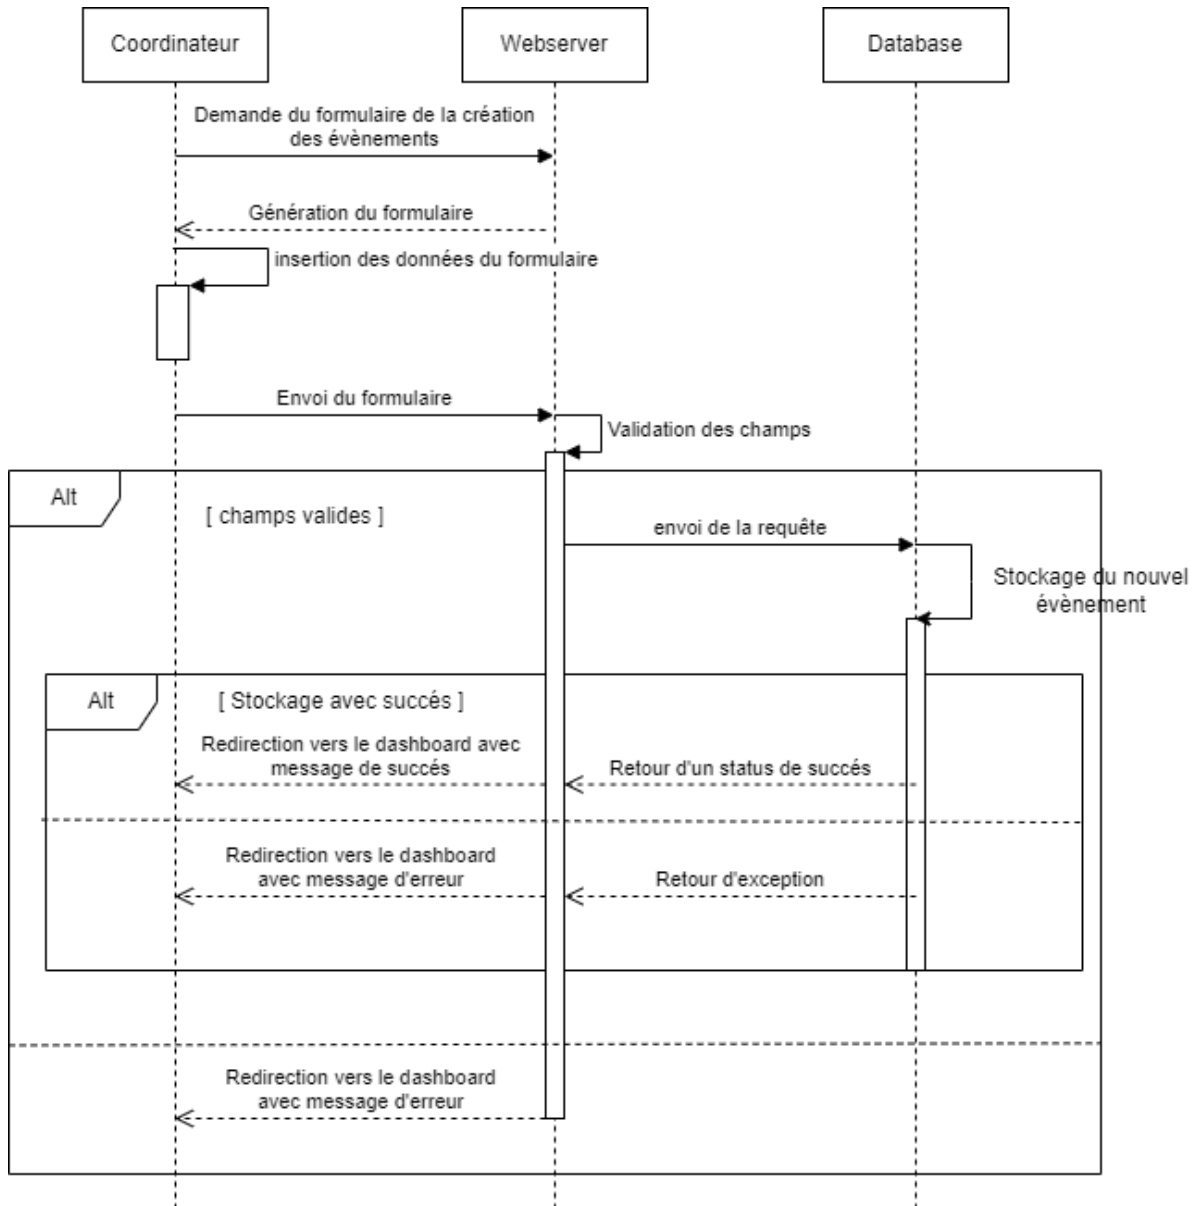 Coordinateur
Webserver
Database
Demande du formulaire de la création
des évènements
Génération du formulaire
insertion des données du formulaire
Envoi du formulaire
Validation des champs
Alt
[ champs valides ]
envoi de la requête
Stockage du nouvel
évènement
Alt
[ Stockage avec succés ]
Redirection vers le dashboard avec
message de succés
Retour d'un status de succés
Redirection vers le dashboard
avec message d'erreur
Retour d'exception
Redirection vers le dashboard
avec message d'erreur